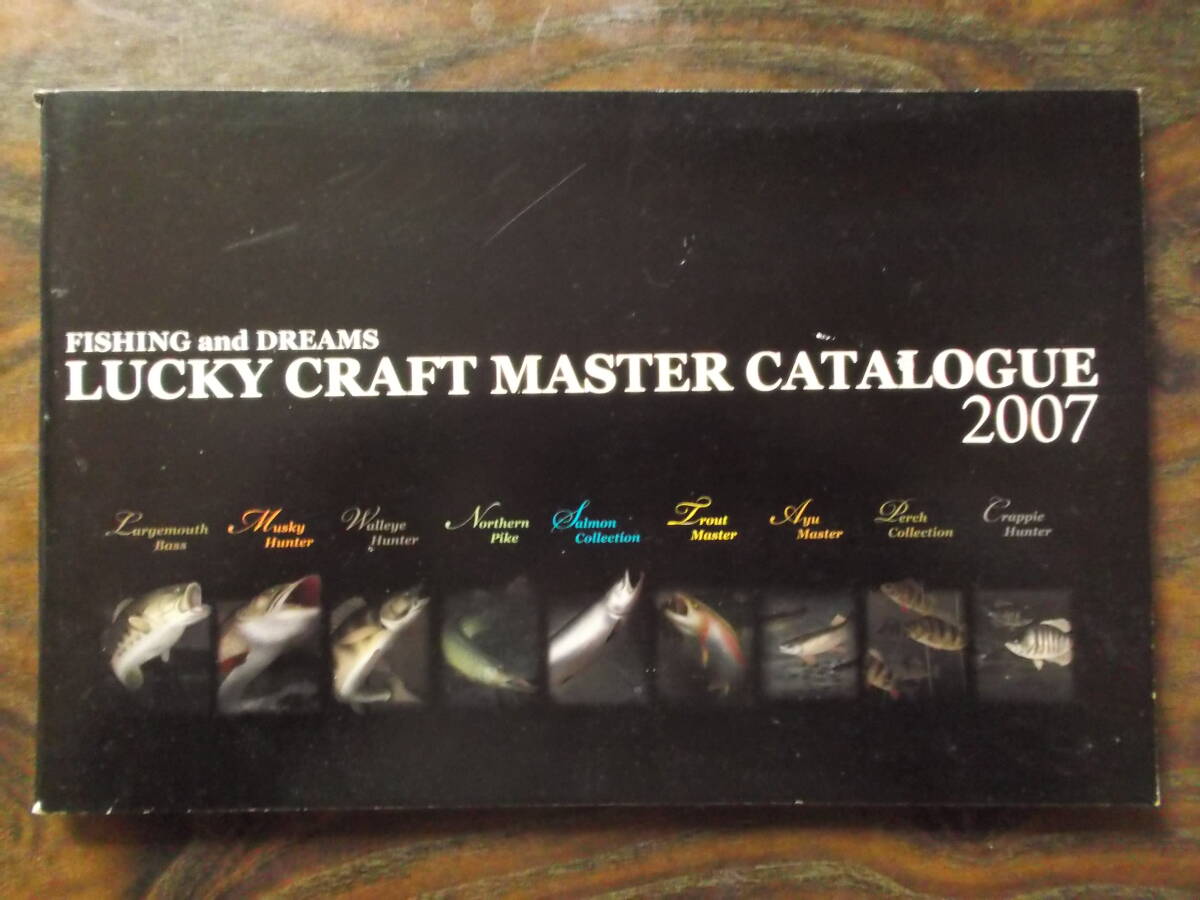 FISHING and DREAMS
LUCKY CRAFT MASTER CATALOGUE
2007
Largemouth
Bass
Musky
Hunter
Walleye
Hunter
Northern
Pike
Salmon
Collection
Trout
Master
Ayu
Master
Perch
Collection
Crappie
Hunter